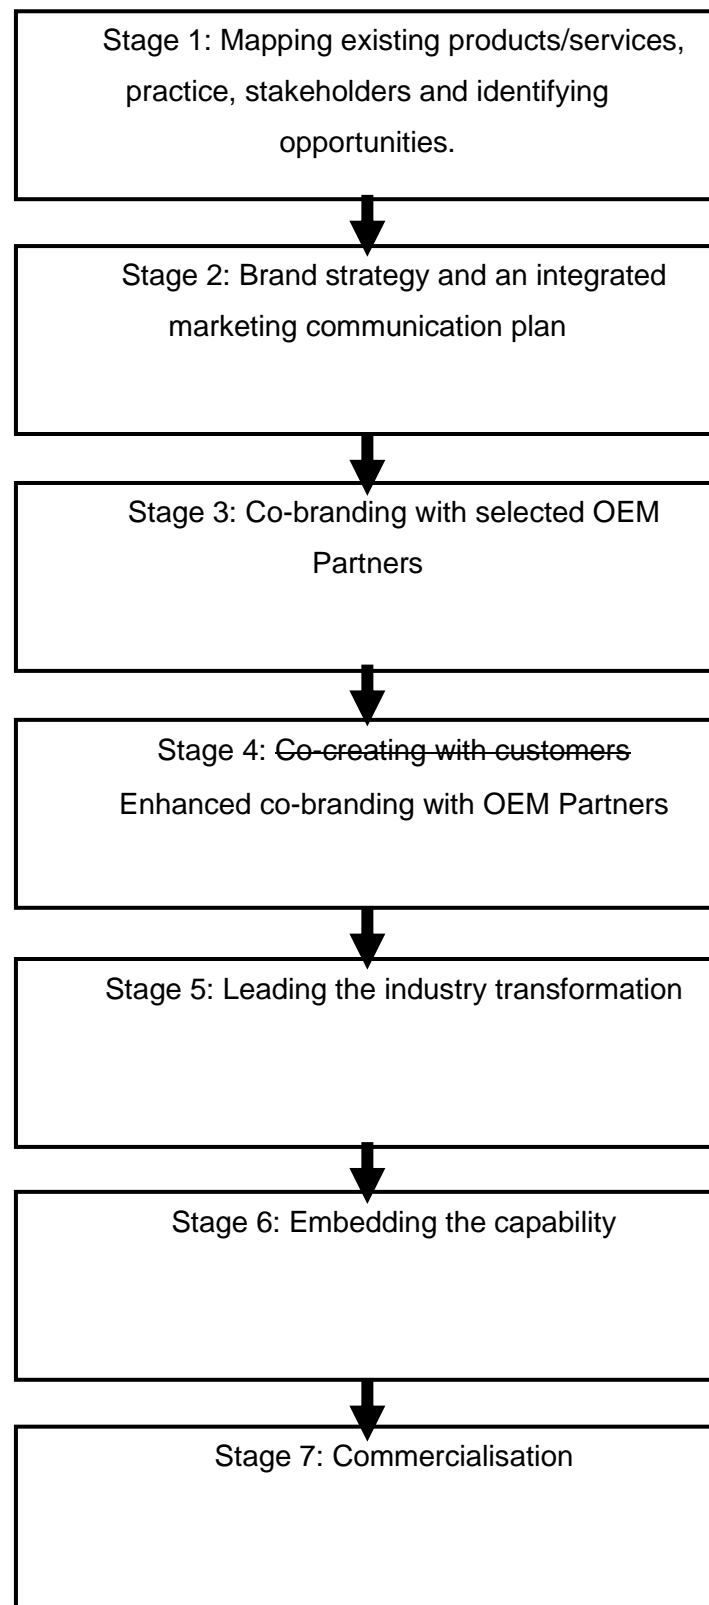 Stage 1: Mapping existing products/services,
practice, stakeholders and identifying
opportunities.
Stage 2: Brand strategy and an integrated
marketing communication plan
Stage 3: Co-branding with selected OEM
Partners
Stage 4: Co-creating with customers
Enhanced co-branding with OEM Partners
Stage 5: Leading the industry transformation
Stage 6: Embedding the capability
Stage 7: Commercialisation